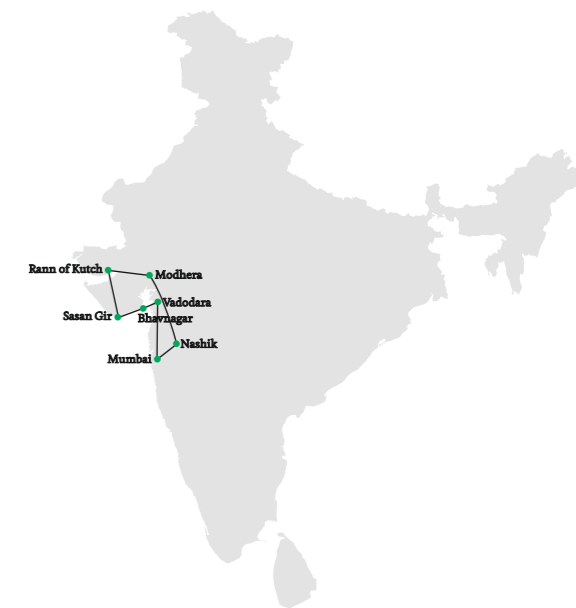 Rann of Kutch
Modhera
Vadodara
Sasan Gir
Bhavnagar
Nashik
Mumbai